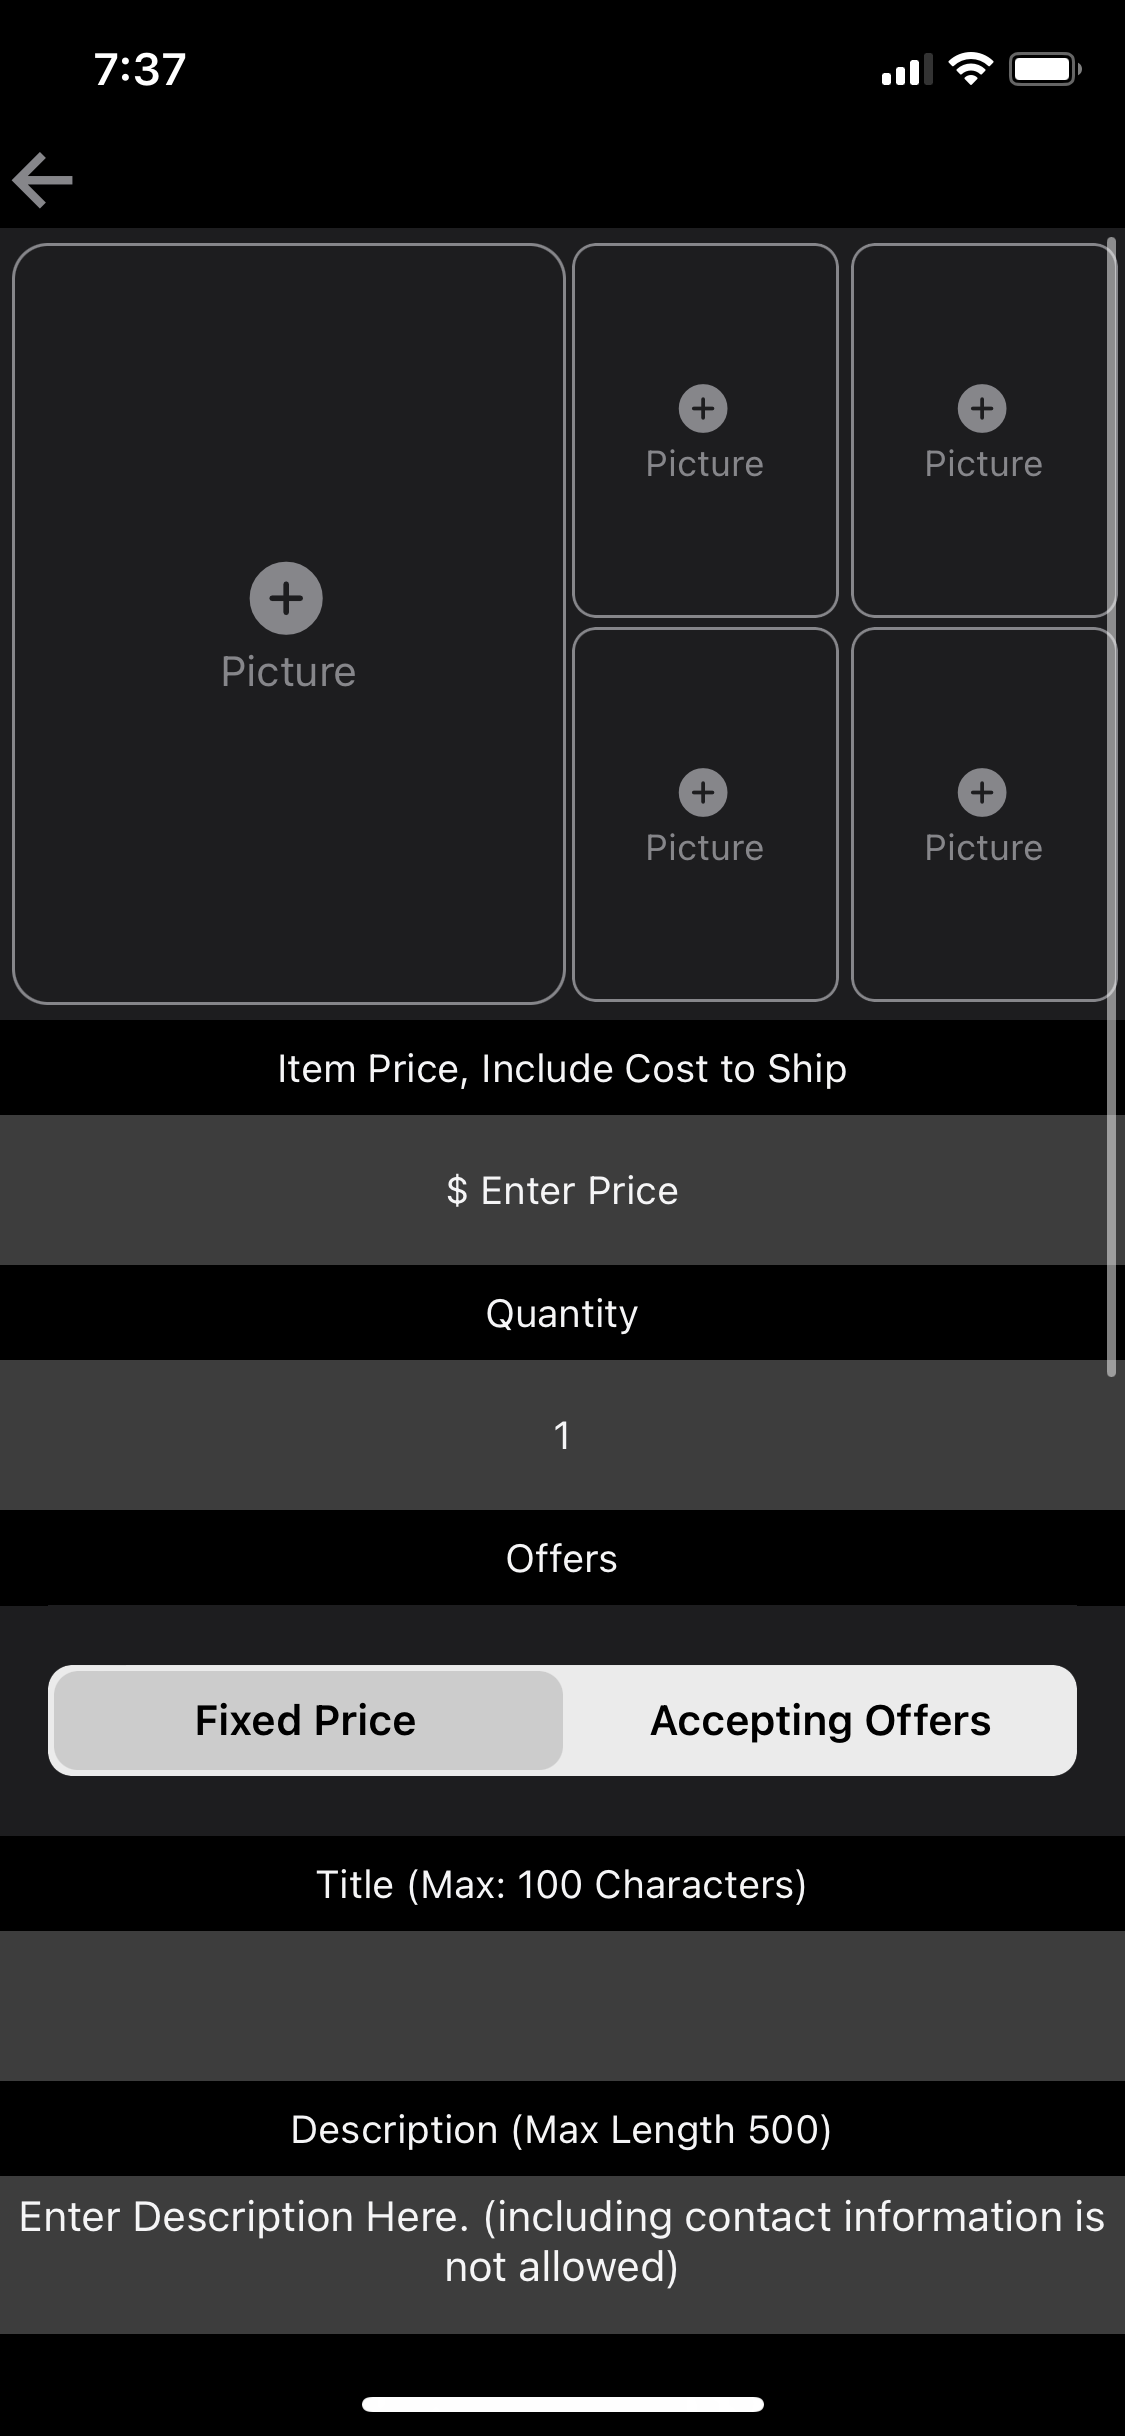 7:37
Picture
Picture
Picture
Picture
Picture
Item Price, Include Cost to Ship
$ Enter Price
Quantity
1
Offers
Fixed Price
Accepting Offers
Title (Max: 100 Characters)
Description (Max Length 500)
Enter Description Here. (including contact information is
not allowed)